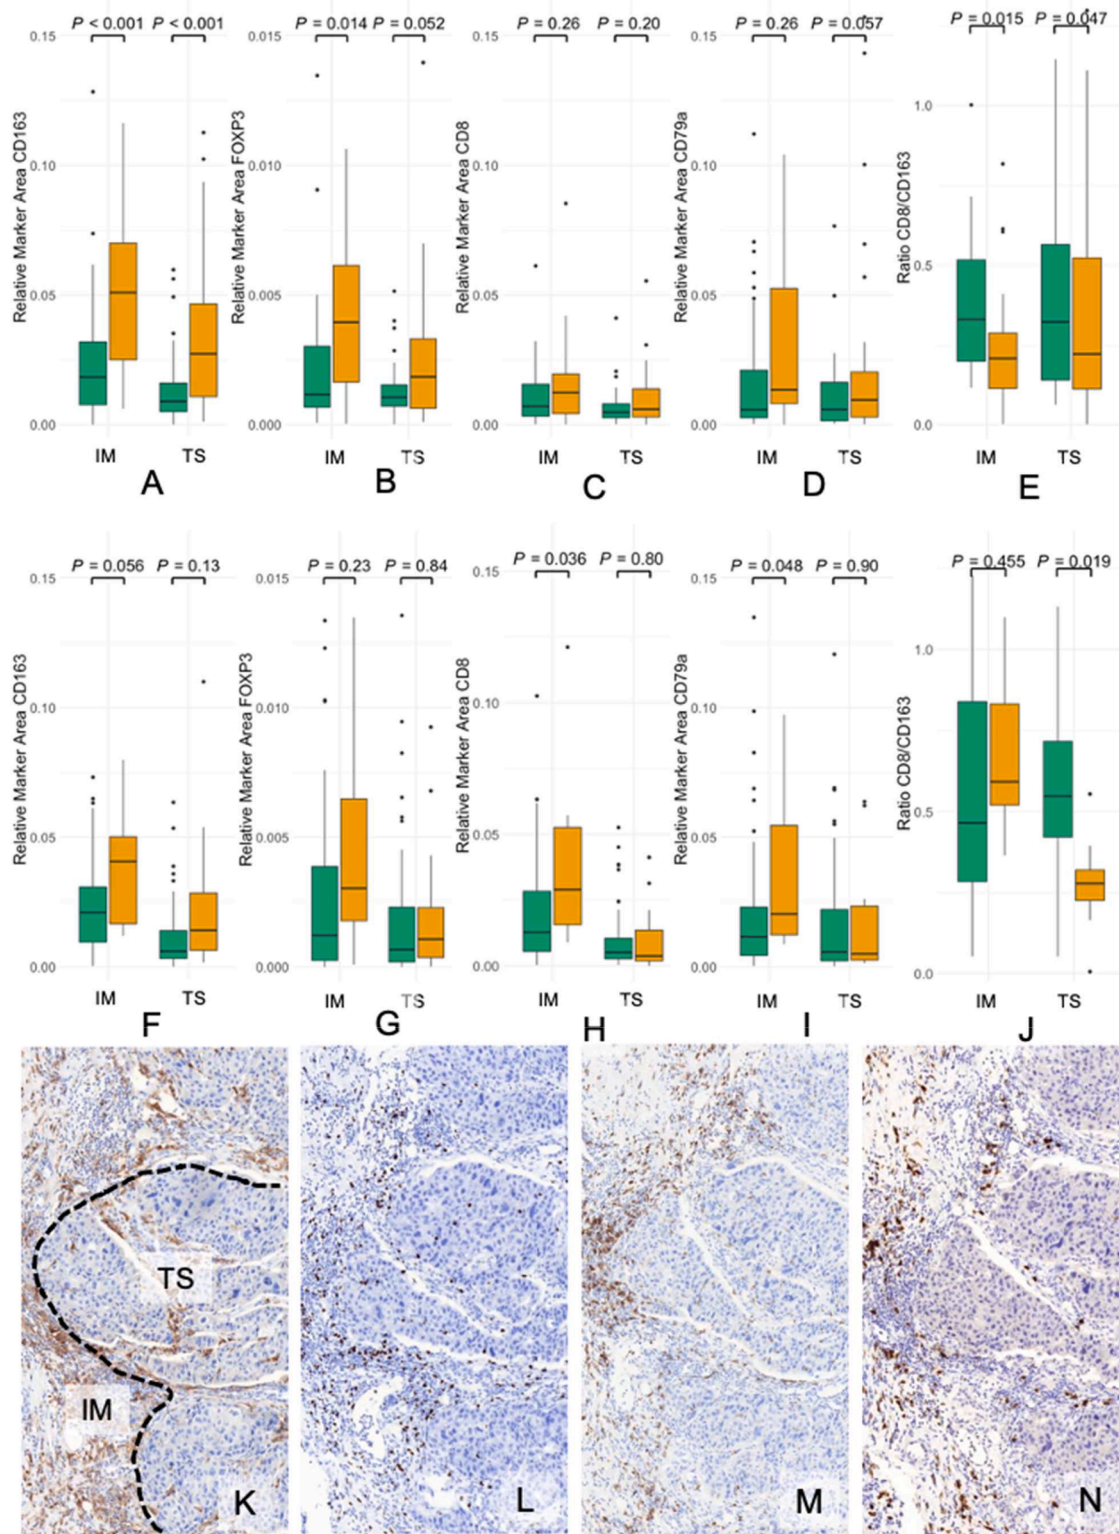 P < 0.001 P < 0.001
0.15
0.10
0.05
0.00
Relative Marker Area CD163
IM TS
A
P = 0.014 P = 0.052
0.015
0.010
0.005
0.000
Relative Marker Area FOXP3
IM TS
B
P = 0.26 P = 0.20
0.15
0.10
0.05
0.00
Relative Marker Area CD8
IM TS
C
P = 0.26 P = 0.057
0.15
0.10
0.05
0.00
Relative Marker Area CD79a
IM TS
D
P = 0.015 P = 0.047
1.0
0.5
0.0
Ratio CD8/CD163
IM TS
E
P = 0.056 P = 0.13
0.15
0.10
0.05
0.00
Relative Marker Area CD163
IM TS
F
P = 0.23 P = 0.84
0.015
0.010
0.005
0.000
Relative Marker Area FOXP3
IM TS
G
P = 0.036 P = 0.80
0.15
0.10
0.05
0.00
Relative Marker Area CD8
IM TS
H
P = 0.048 P = 0.90
0.15
0.10
0.05
0.00
Relative Marker Area CD79a
IM TS
I
P = 0.455 P = 0.019
1.0
0.5
0.0
Ratio CD8/CD163
IM TS
J
TS
IM
K
L
M
N